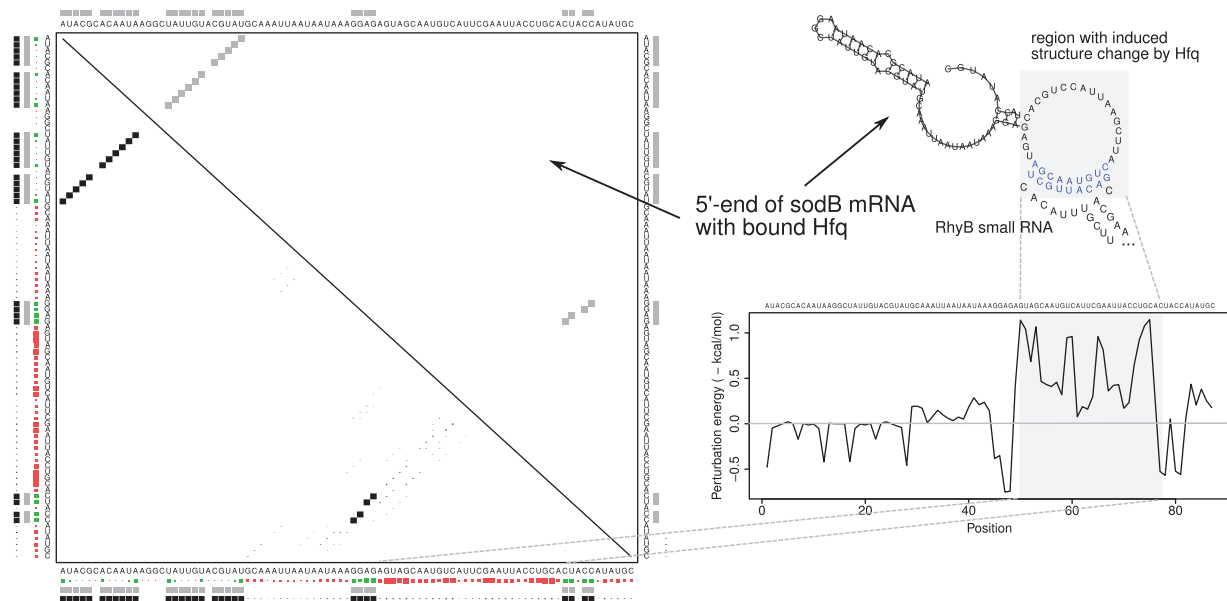 AUACGCACAAUAAGGCUAUUGUACGUAUGCAAAUUAAUAAUAAAGGAGAGUAGCAAUGUCAUUCGAAUUACCUGCACUACCAUAUGC
AUACGCACAAUAAGGCUAUUGUACGUAUGCAAAUUAAUAAUAAAGGAGAGUAGCAAUGUCAUUCGAAUUACCUGCACUACCAUAUGC
AUACGCACAAUAAGGCUAUUGUACGUAUGCAAAUUAAUAAUAAAGGAGAGUAGCAAUGUCAUUCGAAUUACCUGCACUACCAUAUGC
AUACGCACAAUAAGGCUAUUGUACGUAUGCAAAUUAAUAAUAAAGGAGAGUAGCAAUGUCAUUCGAAUUACCUGCACUACCAUAUGC
region with induced
structure change by Hfq
5'-end of sodB mRNA
with bound Hfq
RhyB small RNA
...
AUACGCACAAUAAGGCUAUUGUACGUAUGCAAAUUAAUAAUAAAGGAGAGUAGCAAUGUCAUUCGAAUUACCUGCACUACCAUAUGC
Perturbation energy ( − kcal/mol)
1.0
0.5
0.0
−0.5
0 20 40 60 80
Position